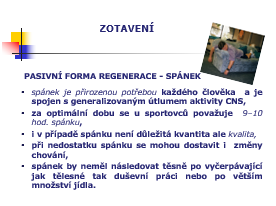 ZOTAVENÍ
PASIVNÍ FORMA REGENERACE - SPÁNEK
▪ spánek je přirozenou potřebou každého člověka a je
spojen s generalizovaným útlumem aktivity CNS,
▪ za optimální dobu se u sportovců považuje 9–10
hod. spánku,
▪ i v případě spánku není důležitá kvantita ale kvalita,
▪ při nedostatku spánku se mohou dostavit i změny
chování,
▪ spánek by neměl následovat těsně po vyčerpávající
jak tělesné tak duševní práci nebo po větším
množství jídla.